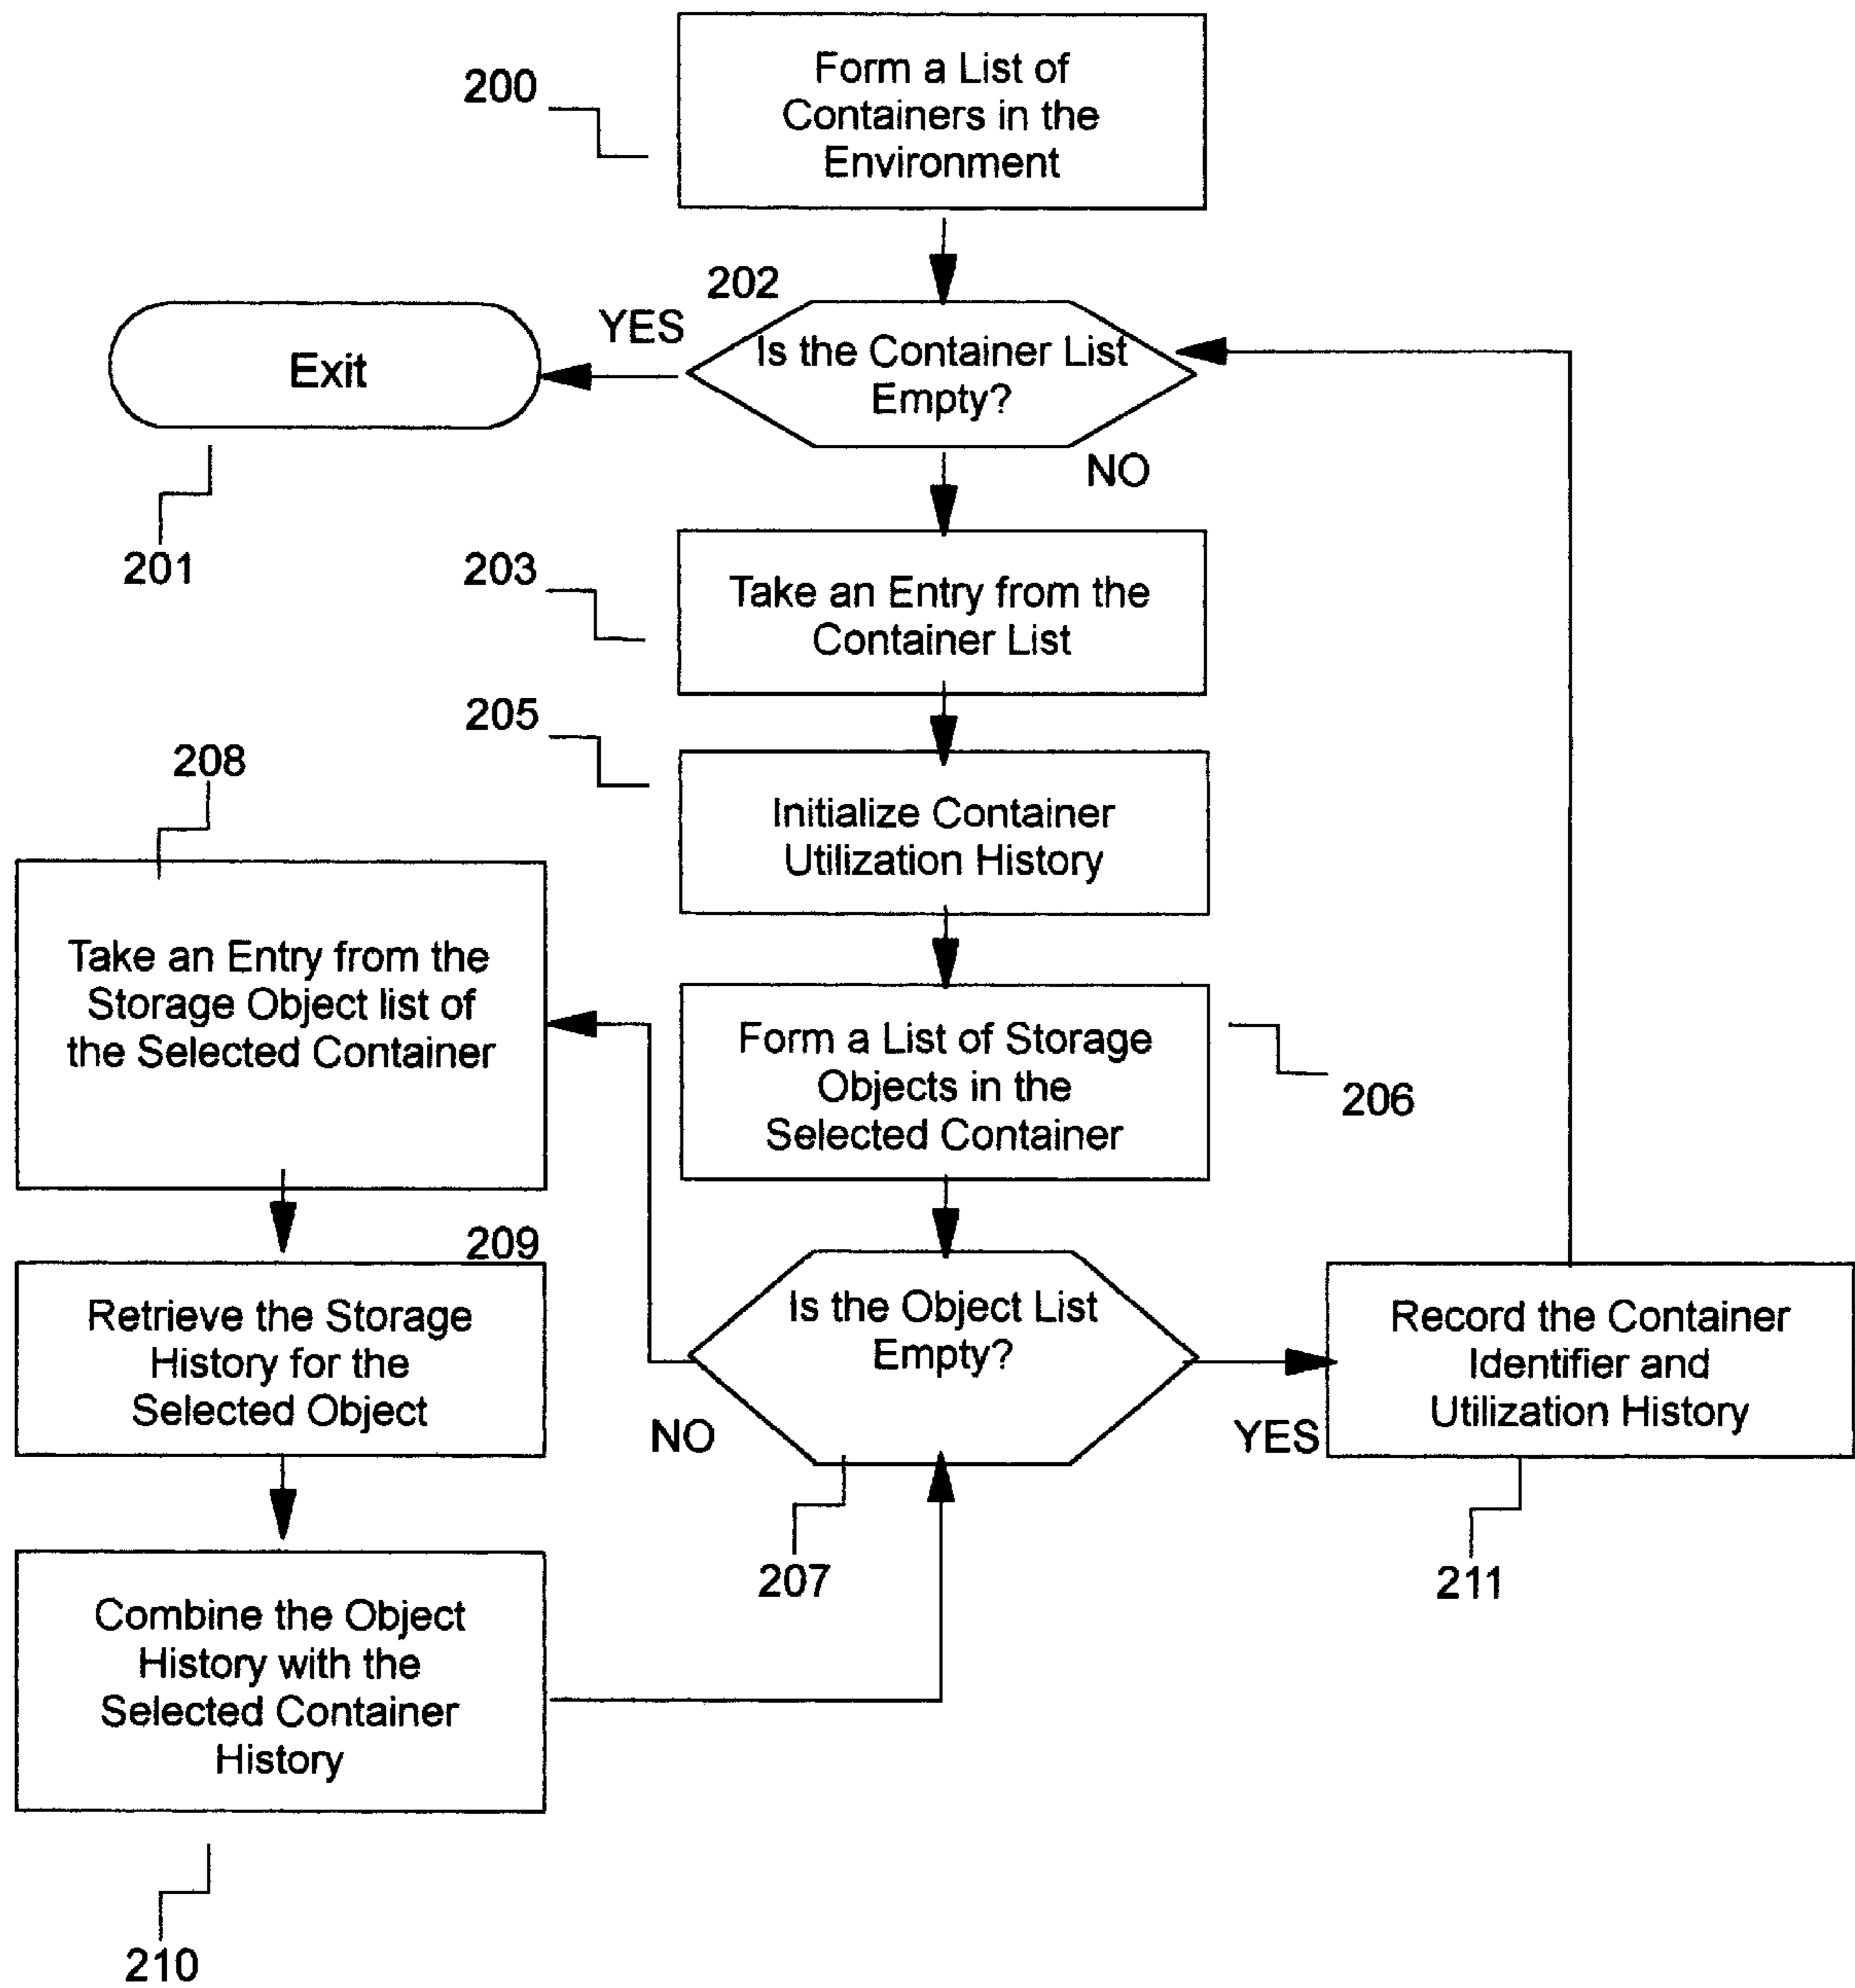 200
Form a List of
Containers in the
Environment
202
YES
Is the Container List
Empty?
Exit
NO
201
203
Take an Entry from the
Container List
205
208
Initialize Container
Utilization History
Take an Entry from the
Storage Object list of
the Selected Container
Form a List of Storage
Objects in the
Selected Container
206
209
Retrieve the Storage
History for the
Selected Object
Is the Object List
Empty?
NO
YES
Record the Container
Identifier and
Utilization History
207
211
Combine the Object
History with the
Selected Container
History
210